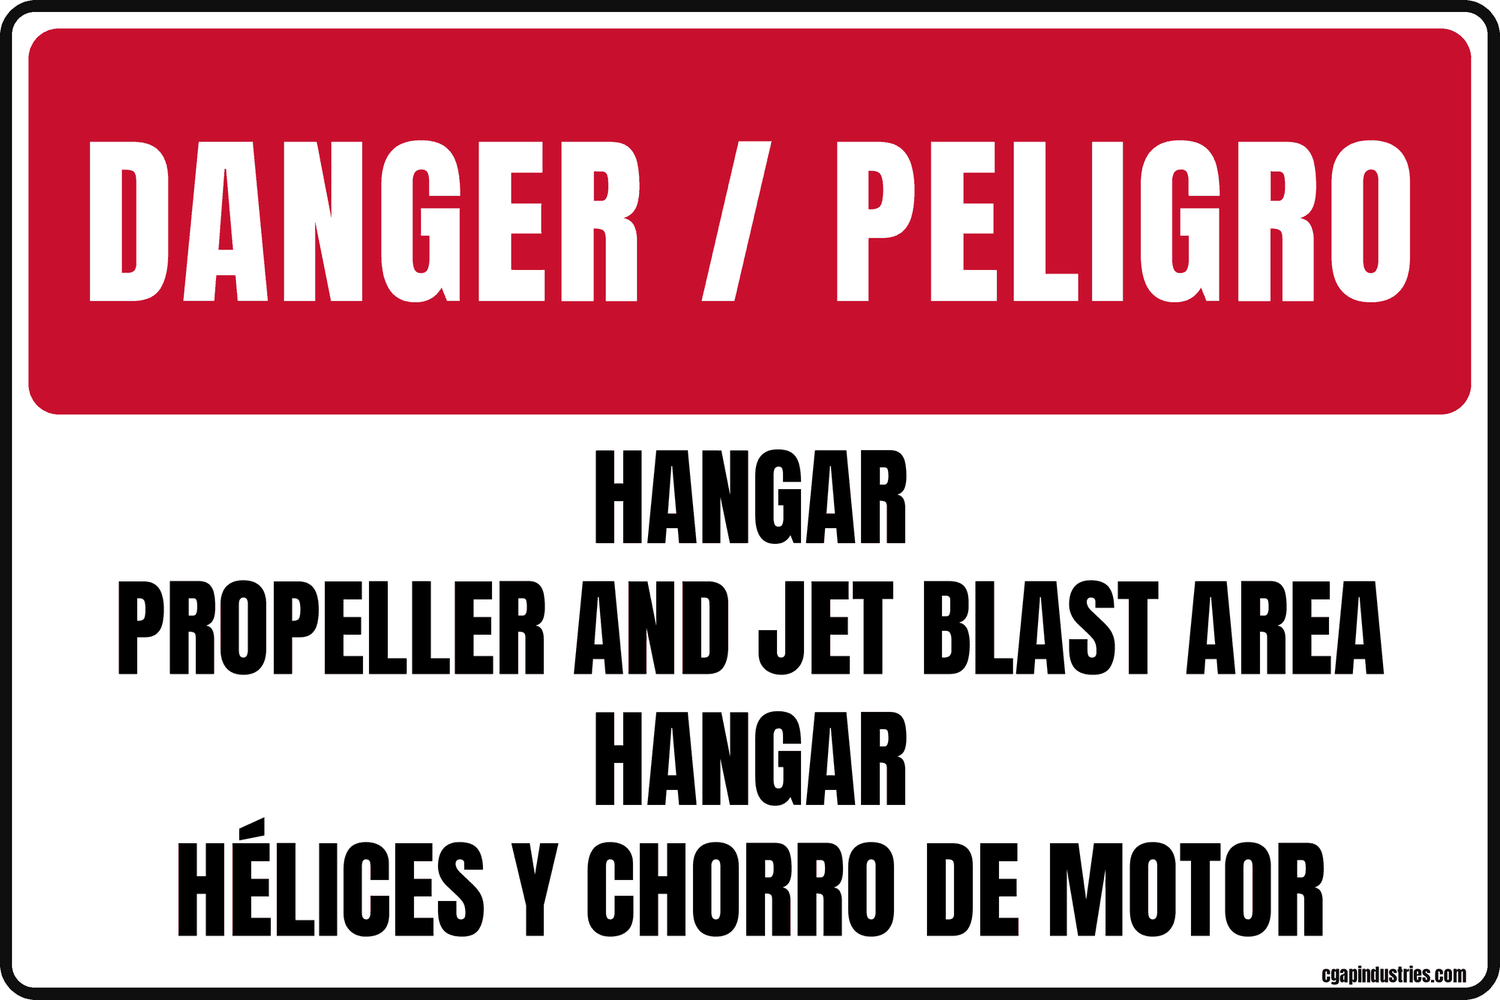 DANGER / PELIGRO
HANGAR
PROPELLER AND JET BLAST AREA
HANGAR
HÉLICES Y CHORRO DE MOTOR
cgapindustries.com